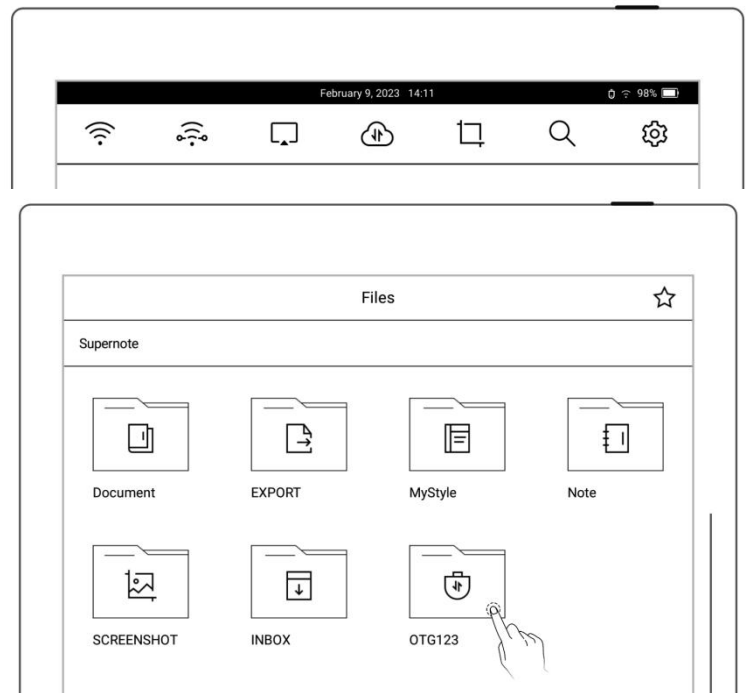 February 9, 2023 14:11 98%
Files
Supernote
Document EXPORT MyStyle Note
SCREENSHOT INBOX OTG123